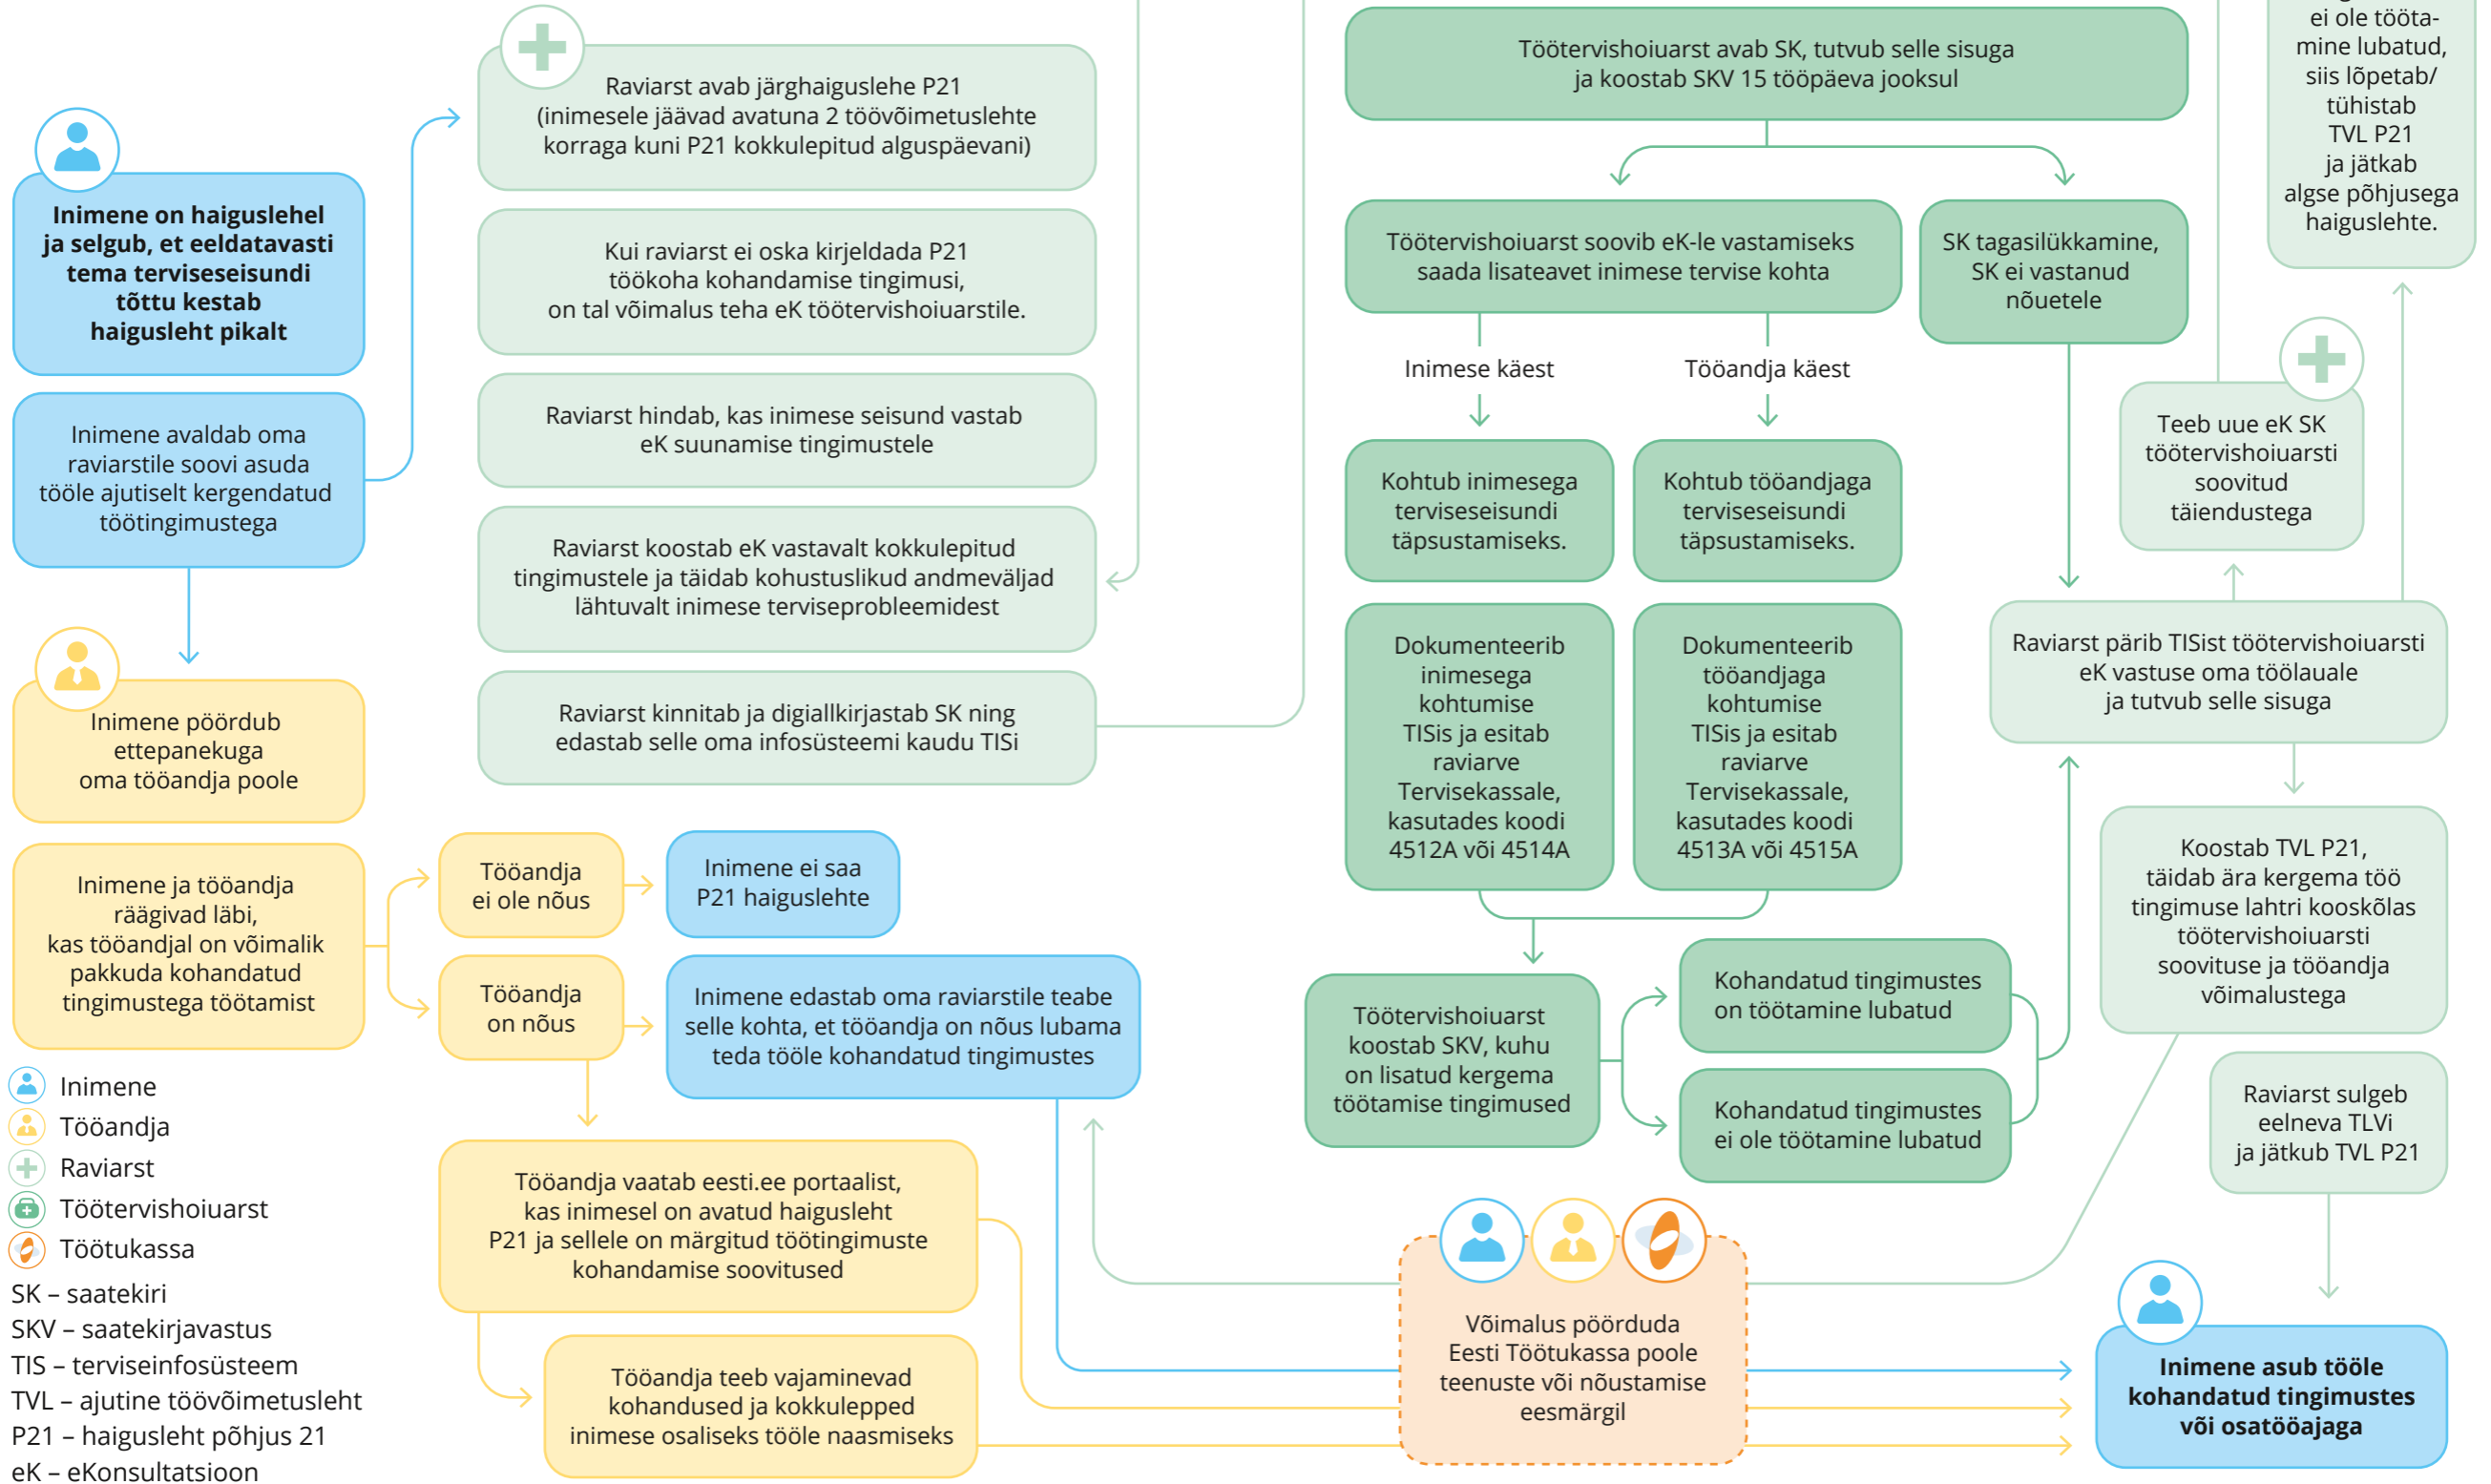 Inimene on haiguslehel
ja selgub, et eeldatavasti
tema terviseseisundi
tõttu kestab
haigusleht pikalt
Inimene avaldab oma
raviarstile soovi asuda
tööle ajutiselt kergendatud
töötingimustega
Inimene pöördub
ettepanekuga
oma tööandja poole
Inimene ja tööandja
räägivad läbi,
kas tööandjal on võimalik
pakkuda kohandatud
tingimustega töötamist
Tööandja
ei ole nõus
Inimene ei saa
P21 haiguslehte
Tööandja
on nõus
Inimene edastab oma raviarstile teabe
selle kohta, et tööandja on nõus lubama
teda tööle kohandatud tingimustes
Tööandja vaatab eesti.ee portaalist,
kas inimesel on avatud haigusleht
P21 ja sellele on märgitud töötingimuste
kohandamise soovitused
Tööandja teeb vajaminevad
kohandused ja kokkulepped
inimese osaliseks tööle naasmiseks
Raviarst avab järghaiguslehe P21
(inimesele jäävad avatuna 2 töövõimetuslehte
korraga kuni P21 kokkulepitud alguspäevani)
Kui raviarst ei oska kirjeldada P21
töökoha kohandamise tingimusi,
on tal võimalus teha eK töötervishoiuarstile.
Raviarst hindab, kas inimese seisund vastab
eK suunamise tingimustele
Raviarst koostab eK vastavalt kokkulepitud
tingimustele ja täidab kohustuslikud andmeväljad
lähtuvalt inimese terviseprobleemidest
Raviarst kinnitab ja digiallkirjastab SK ning
edastab selle oma infosüsteemi kaudu TISi
Töötervishoiuarst avab SK, tutvub selle sisuga
ja koostab SKV 15 tööpäeva jooksul
Töötervishoiuarst soovib eK-le vastamiseks
saada lisateavet inimese tervise kohta
SK tagasilükkamine,
SK ei vastanud
nõuetele
Inimese käest
Tööandja käest
Kohtub inimesega
terviseseisundi
täpsustamiseks.
Kohtub tööandjaga
terviseseisundi
täpsustamiseks.
Dokumenteerib
inimesega
kohtumise
TISis ja esitab
raviarve
Tervisekassale,
kasutades koodi
4512A või 4514A
Dokumenteerib
tööandjaga
kohtumise
TISis ja esitab
raviarve
Tervisekassale,
kasutades koodi
4513A või 4515A
Töötervishoiuarst
koostab SKV, kuhu
on lisatud kergema
töötamise tingimused
Kohandatud tingimustes
on töötamine lubatud
Kohandatud tingimustes
ei ole töötamine lubatud
ei ole tööta-
mine lubatud,
siis lõpetab/
tühistab
TVL P21
ja jätkab
algse põhjusega
haiguslehte.
Teeb uue eK SK
töötervishoiuarsti
soovitud
täiendustega
Raviarst pärib TISist töötervishoiuarsti
eK vastuse oma töölauale
ja tutvub selle sisuga
Koostab TVL P21,
täidab ära kergema töö
tingimuse lahtri kooskõlas
töötervishoiuarsti
soovituse ja tööandja
võimalustega
Raviarst sulgeb
eelneva TLVi
ja jätkub TVL P21
Võimalus pöörduda
Eesti Töötukassa poole
teenuste või nõustamise
eesmärgil
Inimene asub tööle
kohandatud tingimustes
või osatööajaga
Inimene
Tööandja
Raviarst
Töötervishoiuarst
Töötukassa
SK – saatekiri
SKV – saatekirjavastus
TIS – terviseinfosüsteem
TVL – ajutine töövõimetusleht
P21 – haigusleht põhjus 21
eK – eKonsultatsioon